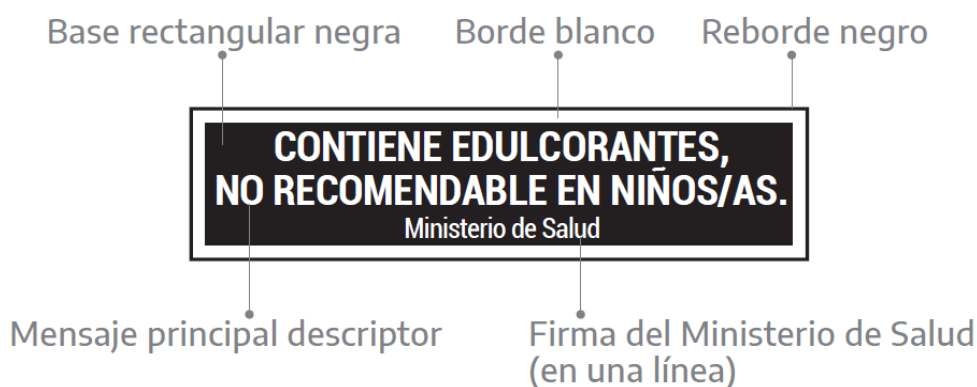 Base rectangular negra
Borde blanco
Reborde negro
CONTIENE EDULCORANTES,
NO RECOMENDABLE EN NIÑOS/AS.
Ministerio de Salud
Mensaje principal descriptor
Firma del Ministerio de Salud
(en una línea)